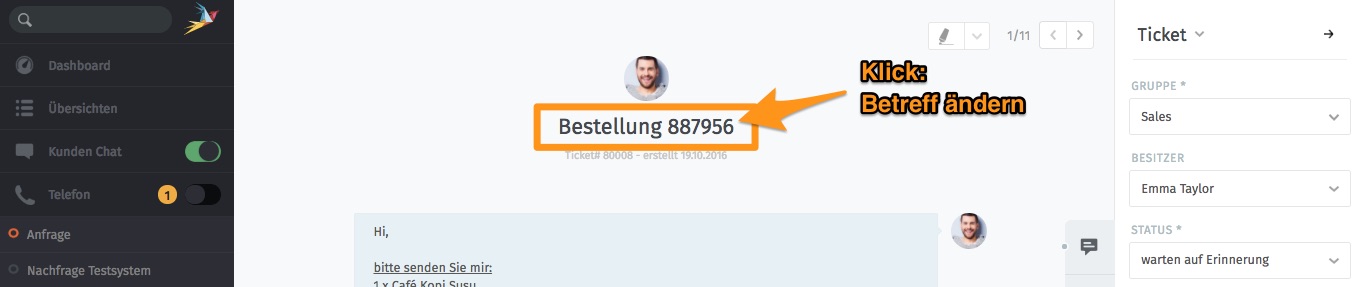 Dashboard
Übersichten
Kunden Chat
Telefon
1
Anfrage
Nachfrage Testsystem
1/11
Klick:
Betreff ändern
Bestellung 887956
Ticket# 80008 - erstellt 19.10.2016
Hi,
bitte senden Sie mir:
1 x Café Kopi Susu
Ticket
GRUPPE *
Sales
BESITZER
Emma Taylor
STATUS *
warten auf Erinnerung